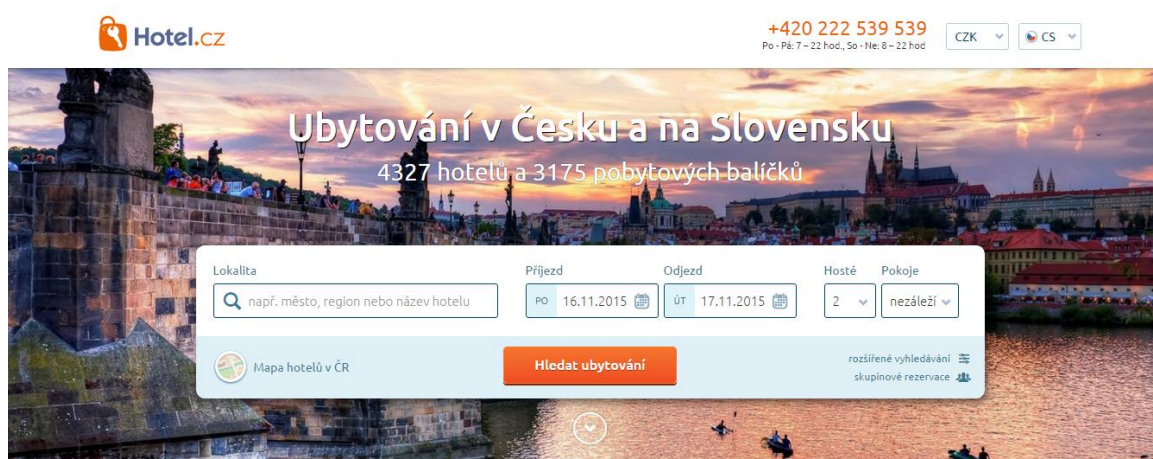 Hotel.cz
+420 222 539 539
Po - Pá: 7 – 22 hod., So - Ne: 8 – 22 hod
CZK
CS
Ubytování v Česku a na Slovensku
4327 hotelů a 3175 pobytových balíčků
Lokalita Příjezd Odjezd Hosté Pokoje
např. město, region nebo název hotelu PO 16.11.2015 ÚT 17.11.2015 2 nezáleží
Mapa hotelů v ČR
Hledat ubytování
rozšířené vyhledávání
skupinové rezervace